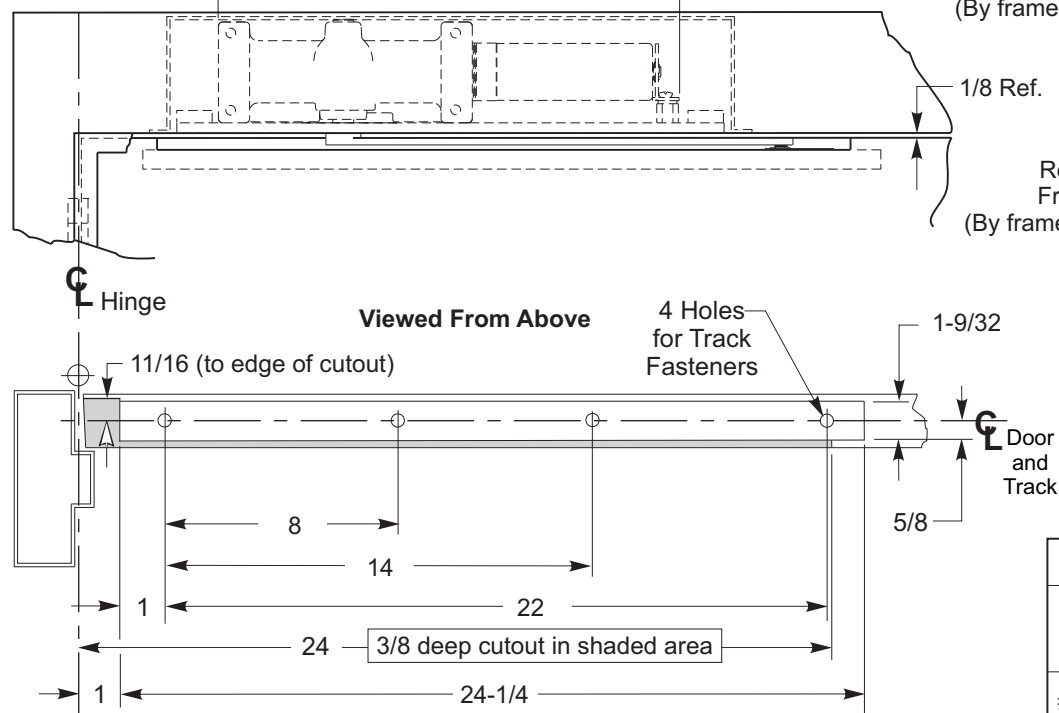 (By frame
1/8 Ref.
(By frame
CL Hinge
Viewed From Above
4 Holes
for Track
Fasteners
1-9/32
11/16 (to edge of cutout)
CL Door
and
Track
5/8
8
14
1
22
24
3/8 deep cutout in shaded area
1
24-1/4